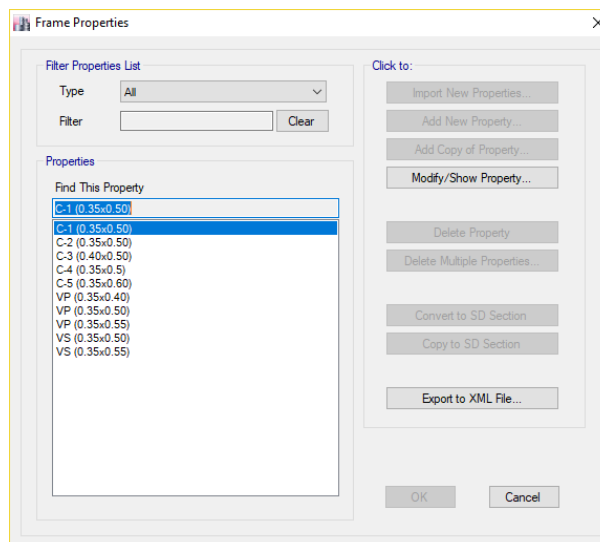 Frame Properties
Filter Properties List
Type
All
Filter
Clear
Properties
Find This Property
C-1 (0.35x0.50)
C-1 (0.35x0.50)
C-2 (0.35x0.50)
C-3 (0.40x0.50)
C-4 (0.35x0.5)
C-5 (0.35x0.60)
VP (0.35x0.40)
VP (0.35x0.50)
VP (0.35x0.55)
VS (0.35x0.50)
VS (0.35x0.55)
Click to:
Import New Properties...
Add New Property...
Add Copy of Property...
Modify/Show Property...
Delete Property
Delete Multiple Properties...
Convert to SD Section
Copy to SD Section
Export to XML File...
OK
Cancel